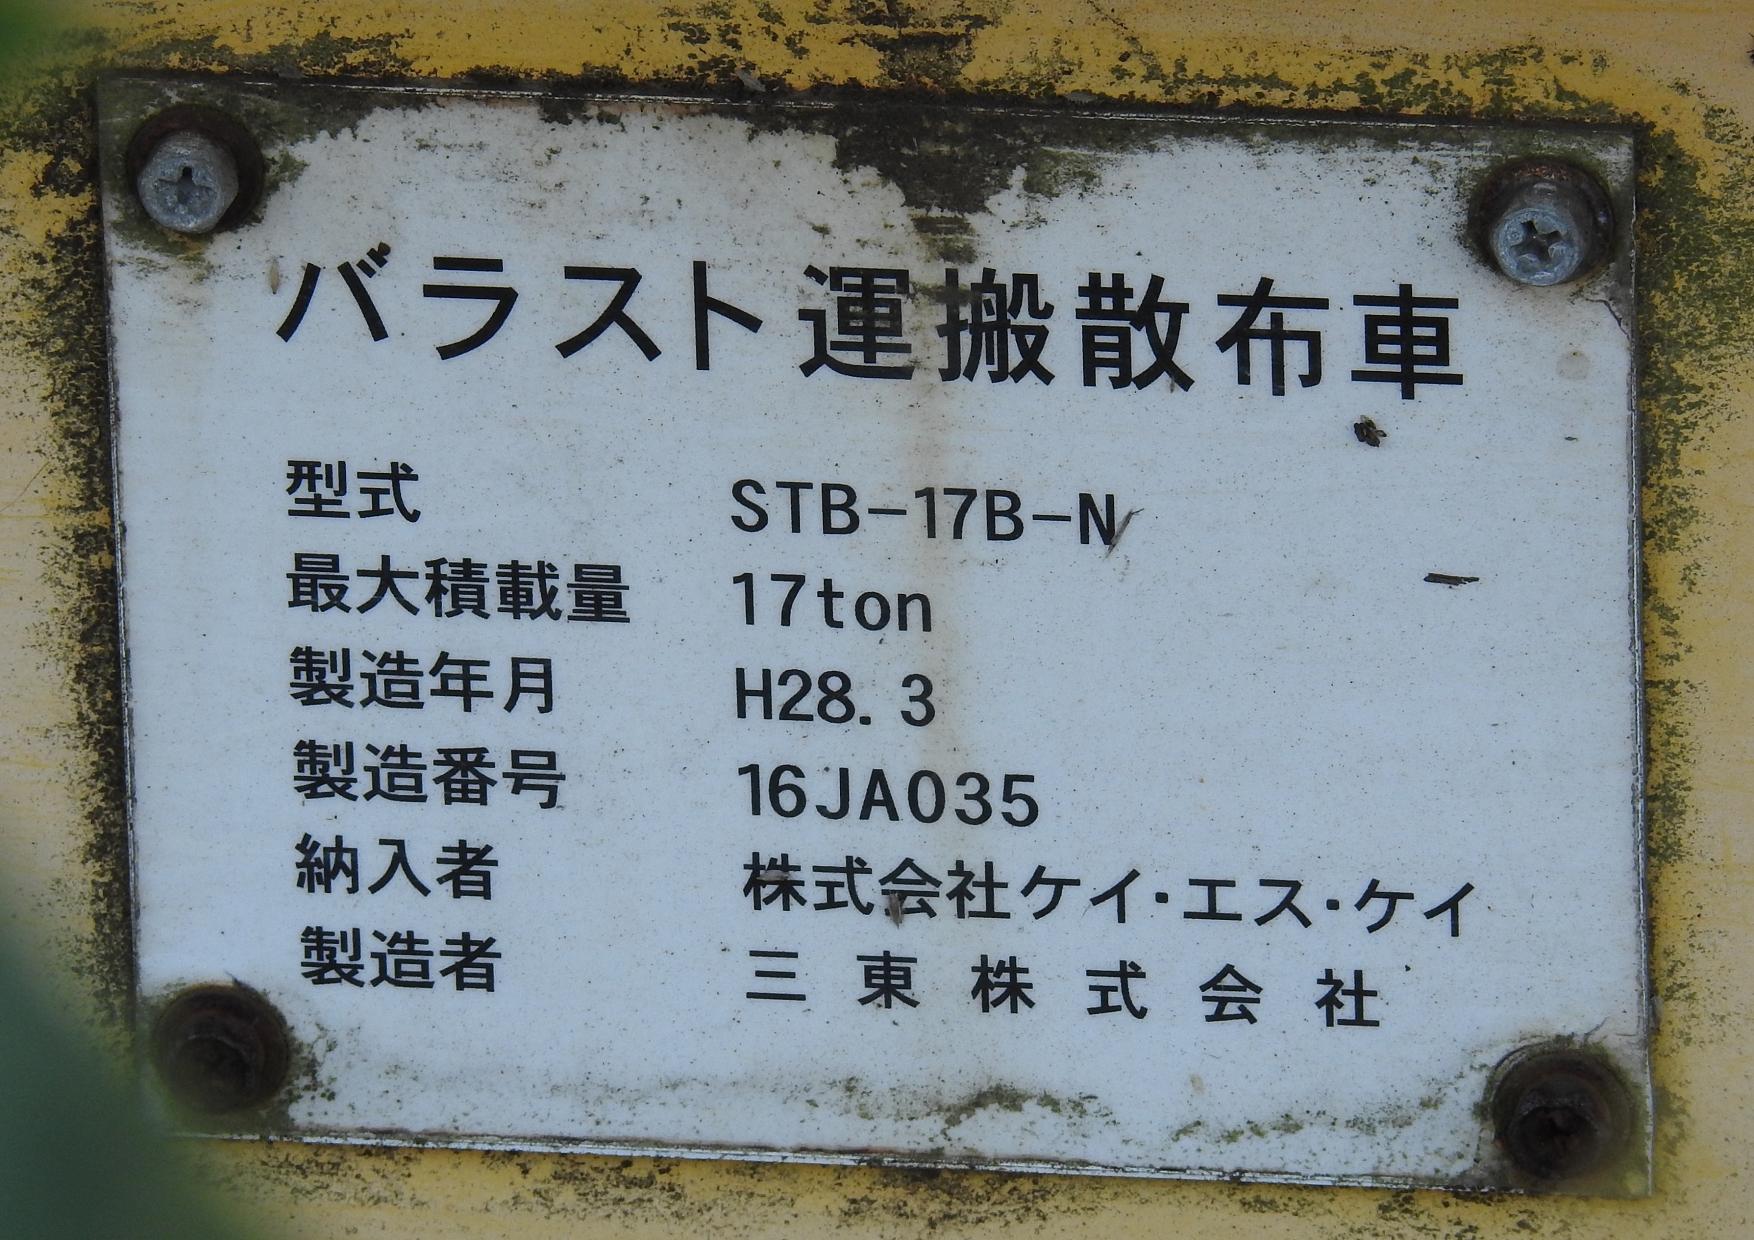 バラスト運搬散布車
型式 STB-17B-N
最大積載量 17ton
製造年月 H28.3
製造番号 16JA035
納入者 株式会社ケイ・エス・ケイ
製造者 三東株式会社